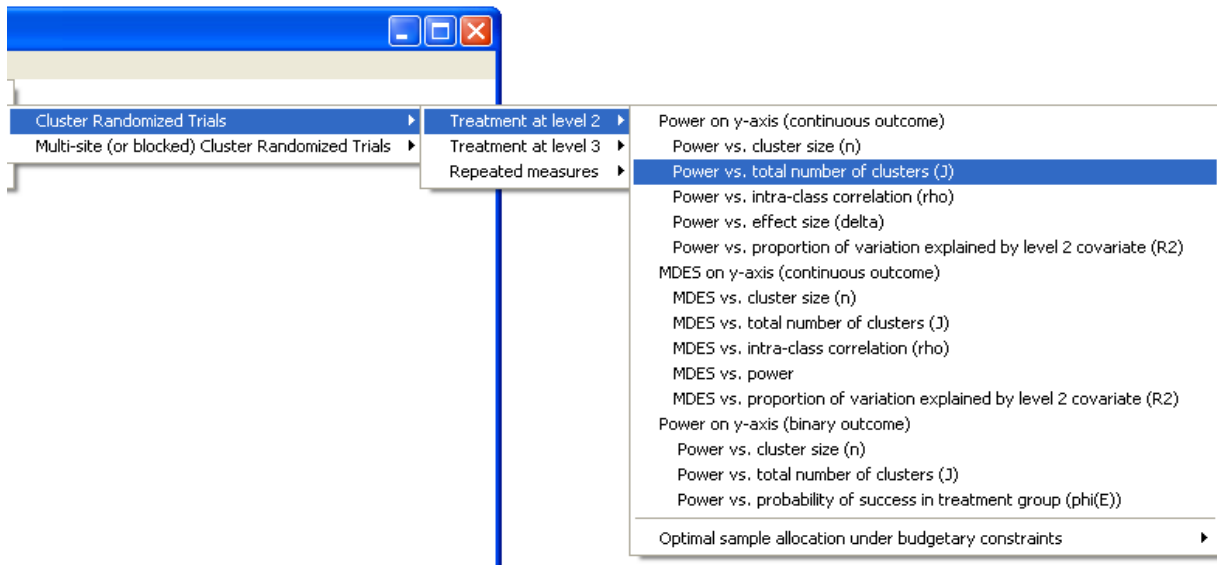 Cluster Randomized Trials
Multi-site (or blocked) Cluster Randomized Trials
Treatment at level 2
Treatment at level 3
Repeated measures
Power on y-axis (continuous outcome)
Power vs. cluster size (n)
Power vs. total number of clusters (J)
Power vs. intra-class correlation (rho)
Power vs. effect size (delta)
Power vs. proportion of variation explained by level 2 covariate (R2)
MDES on y-axis (continuous outcome)
MDES vs. cluster size (n)
MDES vs. total number of clusters (J)
MDES vs. intra-class correlation (rho)
MDES vs. power
MDES vs. proportion of variation explained by level 2 covariate (R2)
Power on y-axis (binary outcome)
Power vs. cluster size (n)
Power vs. total number of clusters (J)
Power vs. probability of success in treatment group (phi(E))
Optimal sample allocation under budgetary constraints